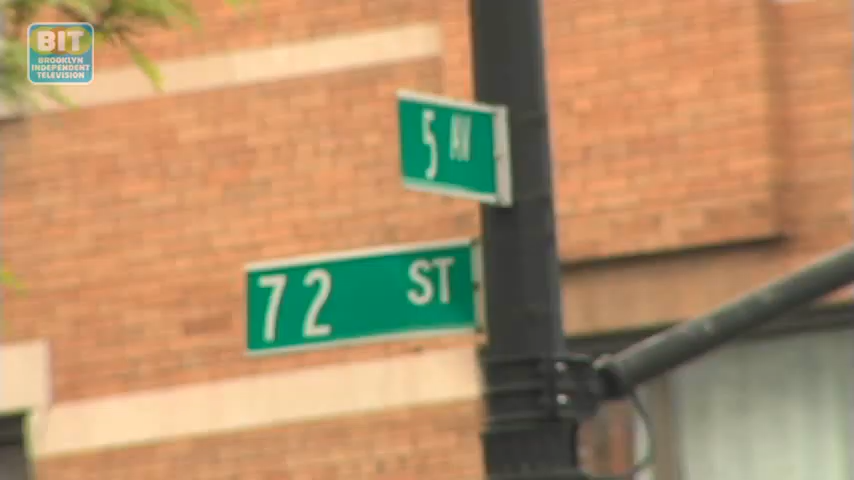 BIT
BROOKLYN
INDEPENDENT
TELEVISION
5 AV
72 ST